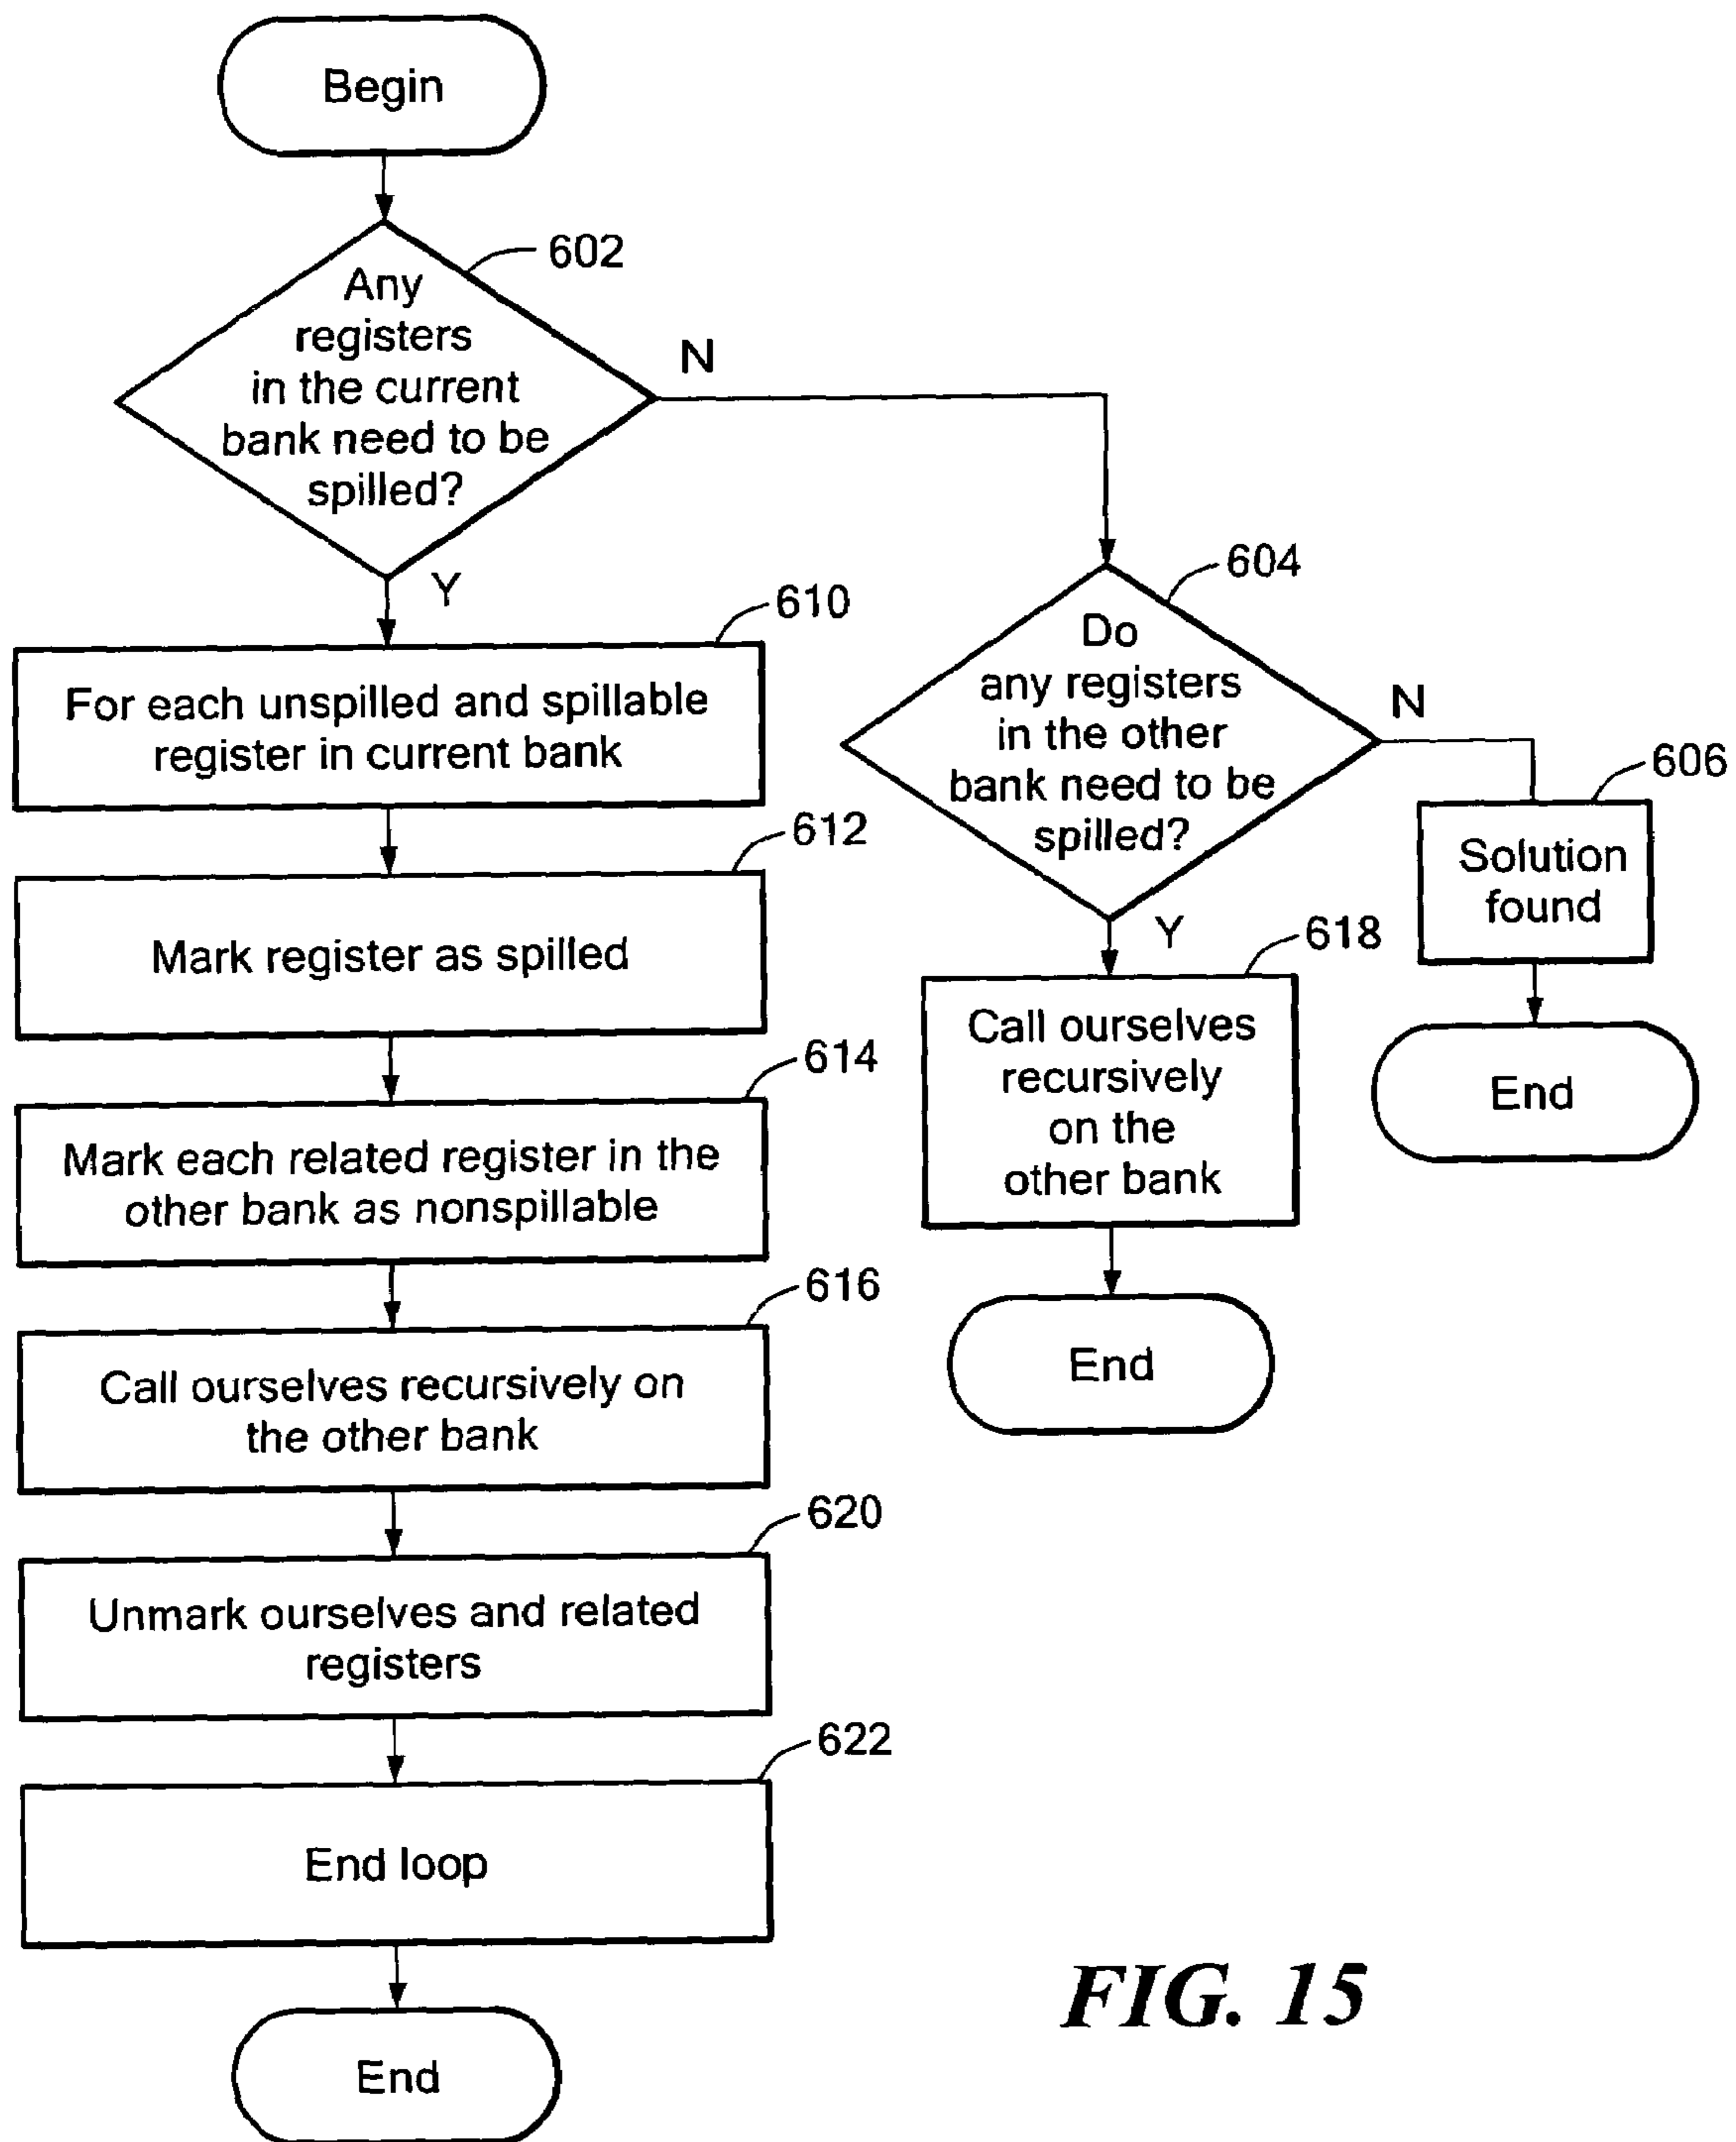 Begin
602
Any
registers
in the current
bank need to be
spilled?
N
Y
604
Do
any registers
in the other
bank need to be
spilled?
N
Y
606
Solution
found
End
618
Call ourselves
recursively
on the
other bank
End
610
For each unspilled and spillable
register in current bank
612
Mark register as spilled
614
Mark each related register in the
other bank as nonspillable
616
Call ourselves recursively on
the other bank
620
Unmark ourselves and related
registers
622
End loop
End
FIG. 15